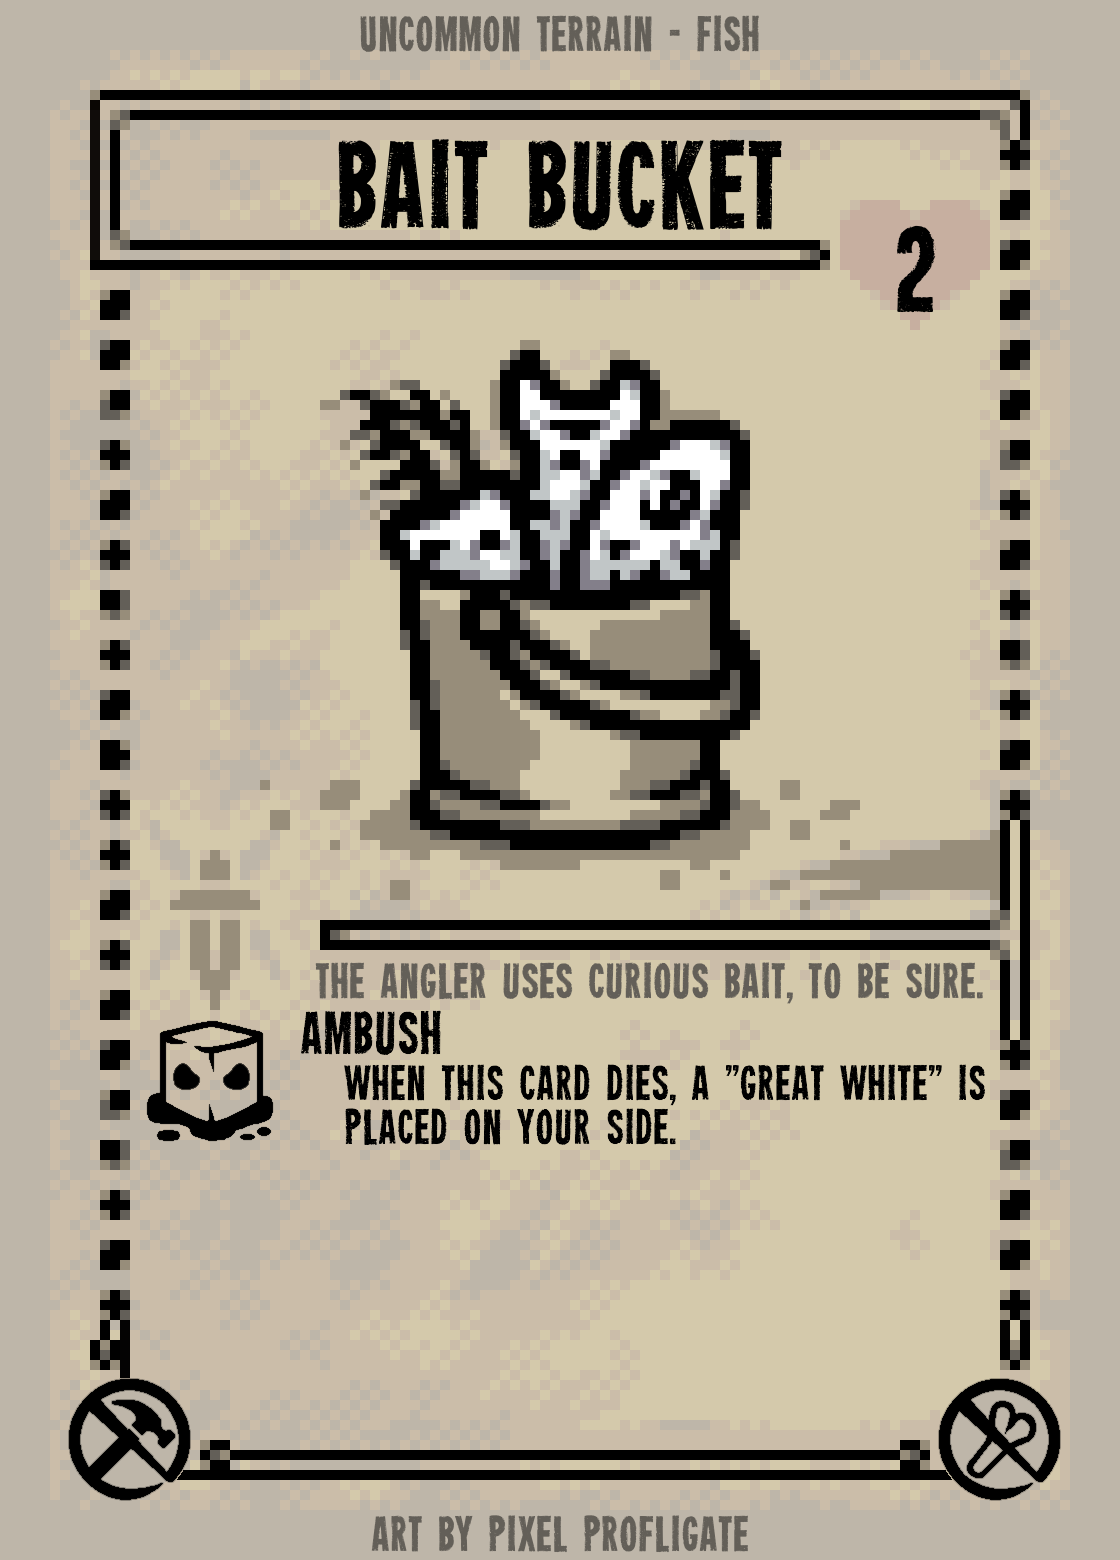 UNCOMMON TERRAIN - FISH
BAIT BUCKET
2
THE ANGLER USES CURIOUS BAIT, TO BE SURE.
AMBUSH
WHEN THIS CARD DIES, A "GREAT WHITE" IS
PLACED ON YOUR SIDE.
ART BY PIXEL PROFLIGATE